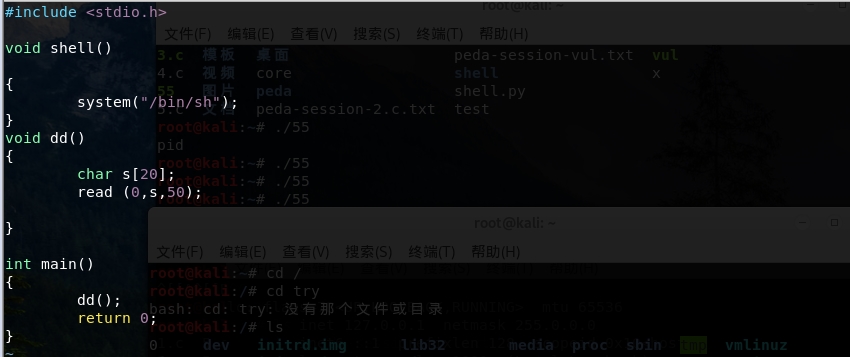 #include <stdio.h>
void shell()
{
system("/bin/sh");
}
void dd()
{
char s[20];
read (0,s,50);
}
int main()
{
dd();
return 0;
}
~
root@kali: ~
文件(F) 编辑(E) 查看(V) 搜索(S) 终端(T) 帮助(H)
3.c 模板 桌面 peda-session-vul.txt vul
4.c 视频 core shell x
55 图片 peda shell.py
5.c 文档 peda-session-2.c.txt test
root@kali:~# ./55
pid
root@kali:~# ./55
root@kali:~# ./55
root@kali:~# ./55
root@kali: ~
文件(F) 编辑(E) 查看(V) 搜索(S) 终端(T) 帮助(H)
root@kali:~# cd /
root@kali:/# cd try
bash: cd: try: 没有那个文件或目录
root@kali:/# ls
0 dev initrd.img lib32 media proc sbin tmp vmlinuz